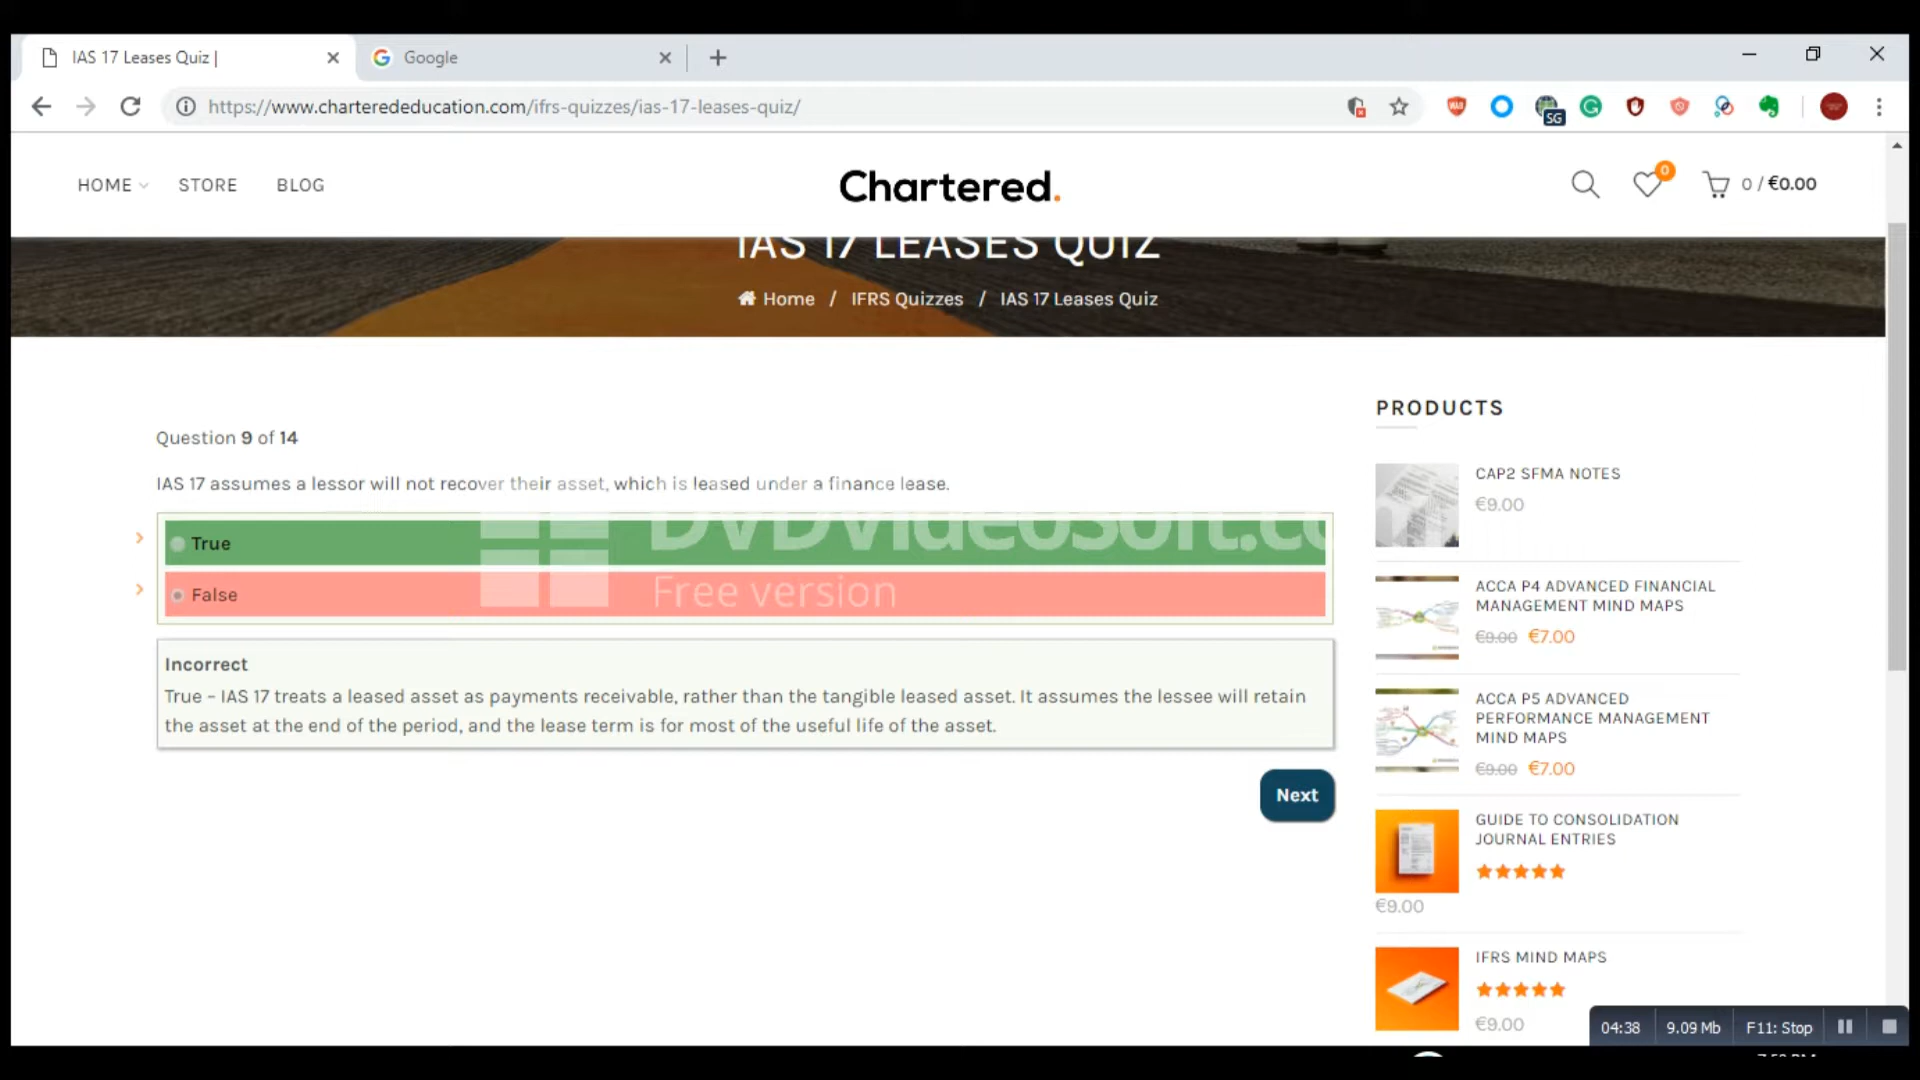 IAS 17 Leases Quiz |
Google
https://www.charterededucation.com/ifrs-quizzes/ias-17-leases-quiz/
SG
HOME
STORE
BLOG
Chartered.
0
0 / €0.00
IAS 17 LEASES QUIZ
Home / IFRS Quizzes / IAS 17 Leases Quiz
Question 9 of 14
IAS 17 assumes a lessor will not recover their asset, which is leased under a finance lease.
True
False
DVDVideoSoft.co
Free version
Incorrect
True – IAS 17 treats a leased asset as payments receivable, rather than the tangible leased asset. It assumes the lessee will retain
the asset at the end of the period, and the lease term is for most of the useful life of the asset.
Next
PRODUCTS
CAP2 SFMA NOTES
€9.00
ACCA P4 ADVANCED FINANCIAL
MANAGEMENT MIND MAPS
€9.00 €7.00
ACCA P5 ADVANCED
PERFORMANCE MANAGEMENT
MIND MAPS
€9.00 €7.00
GUIDE TO CONSOLIDATION
JOURNAL ENTRIES
€9.00
IFRS MIND MAPS
€9.00
04:38
9.09 Mb
F11: Stop